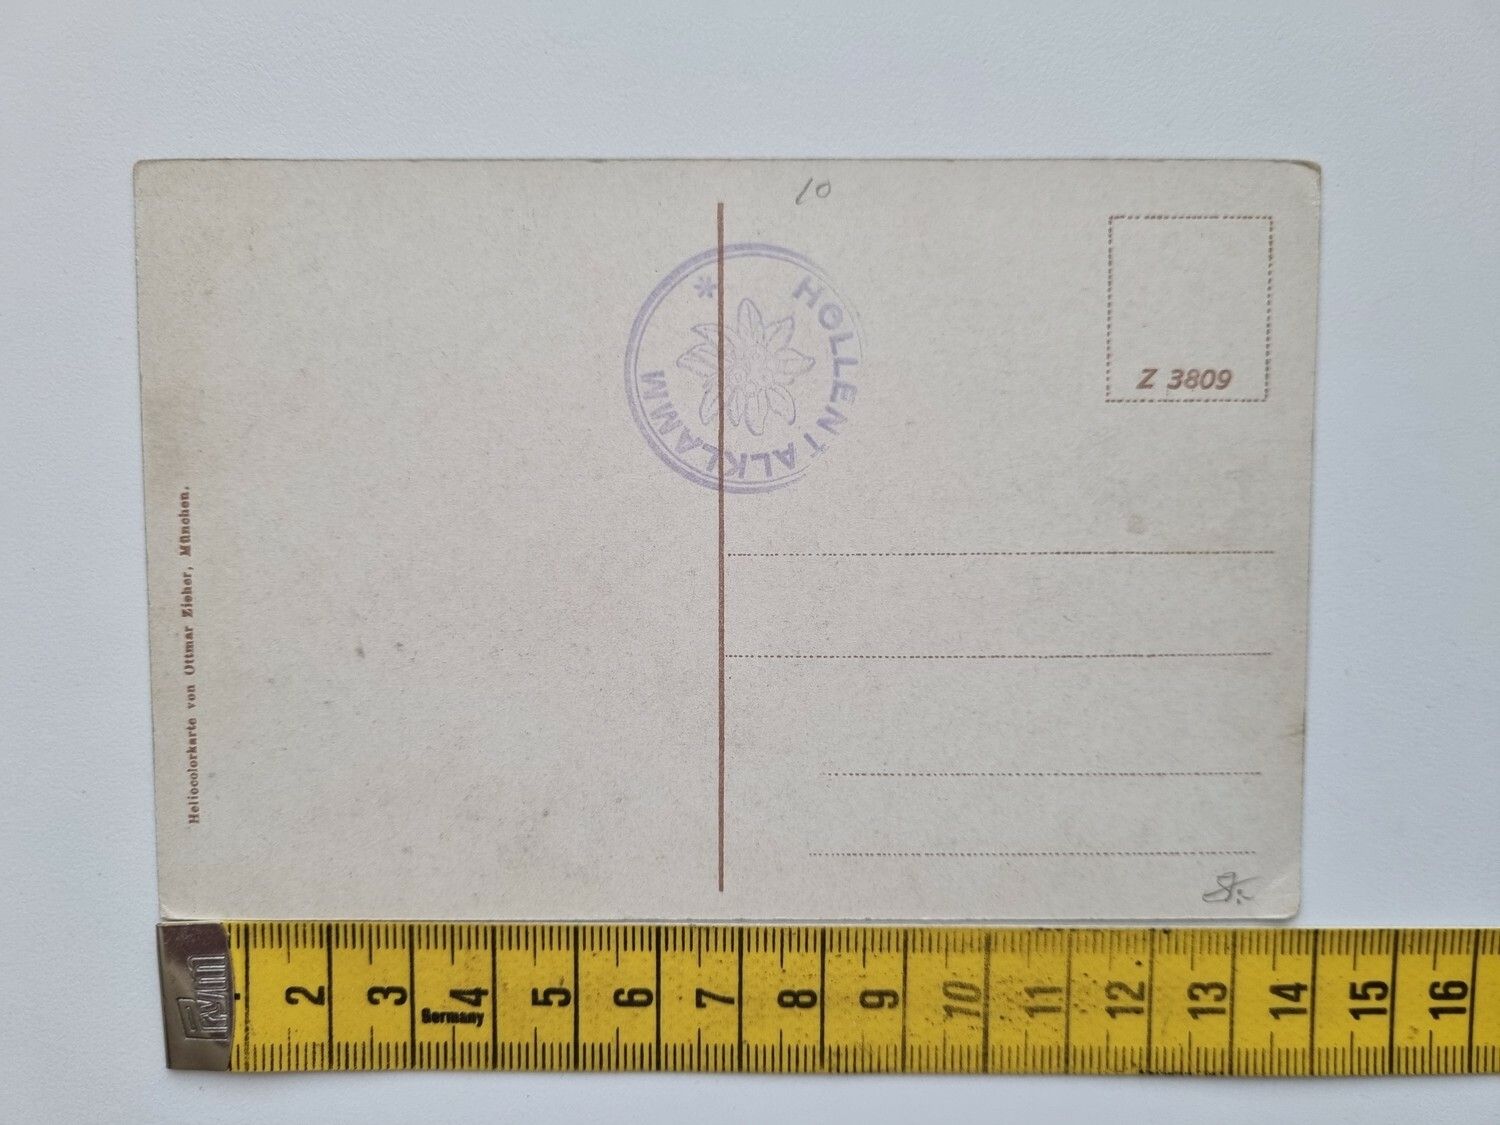 10
HOLLENTALKLAMM *
Z 3809
Heliocolorkarte von Ottmar Zieher, München.
2 3 4 5 6 7 8 9 10 11 12 13 14 15 16
Germany